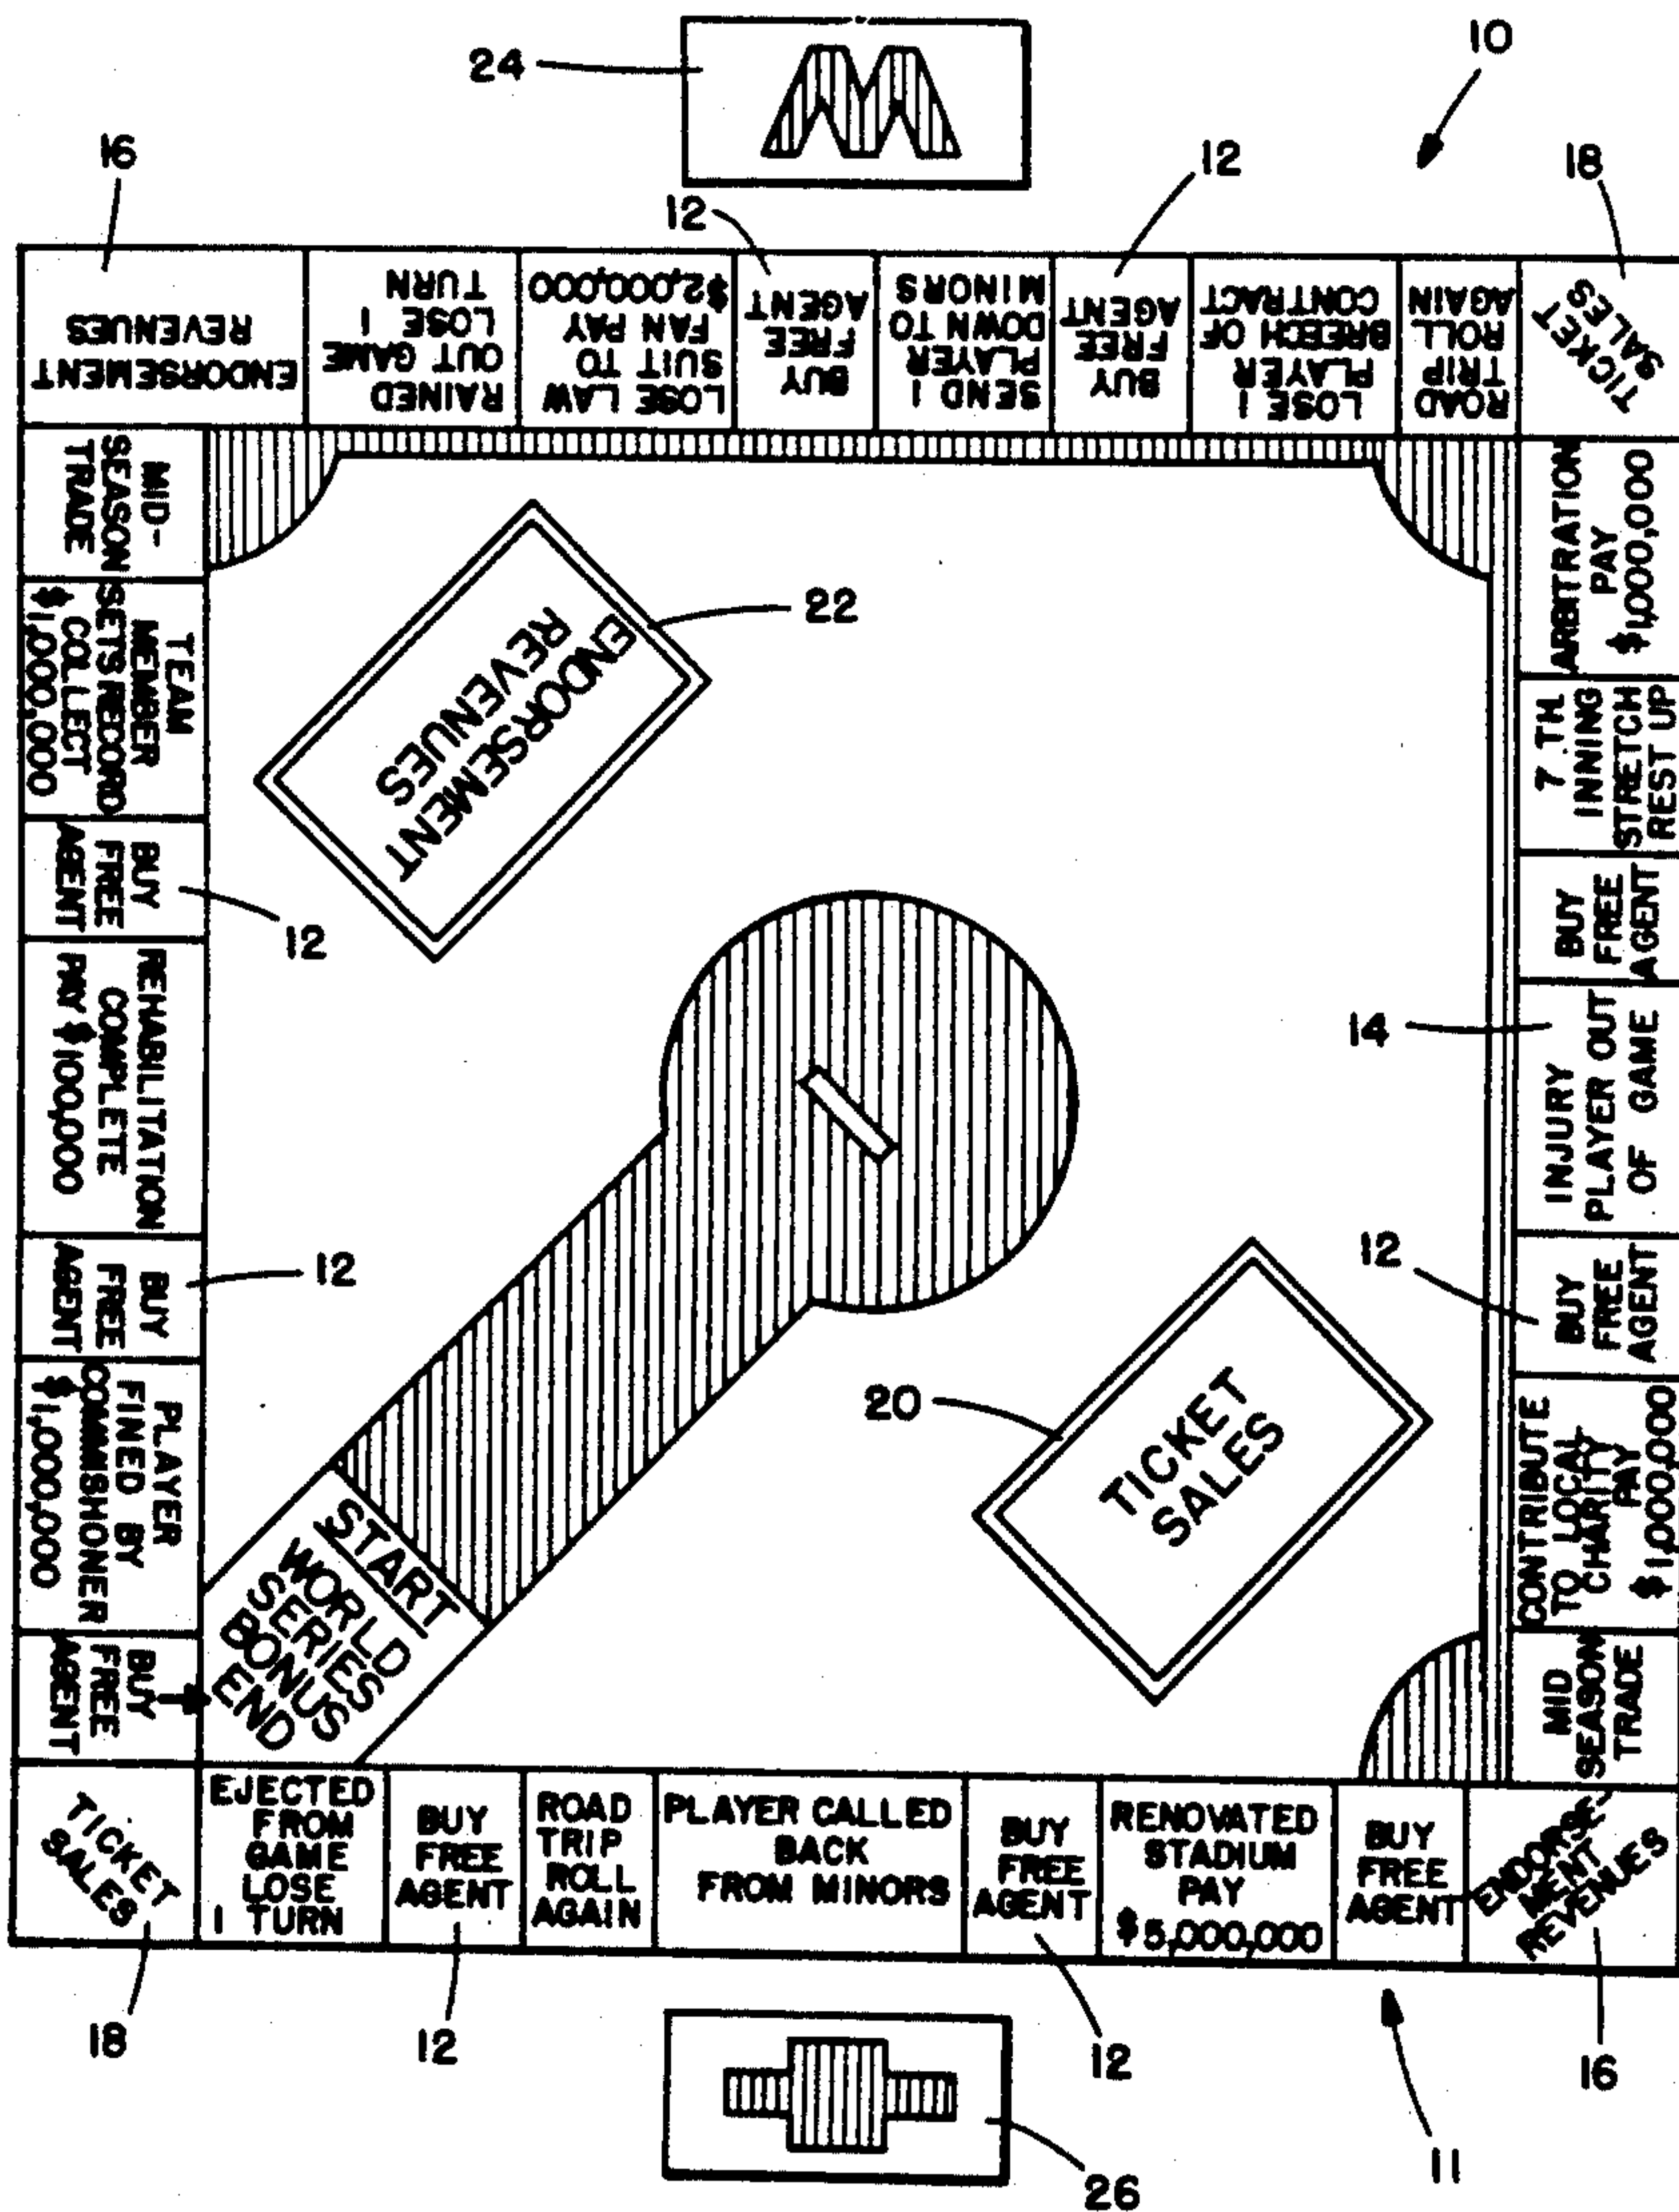 24
10
16
12
12
18
ENDORSEMENT
REVENUES
RAINED
OUT GAME
LOSE 1
TURN
LOSE LAW
SUIT TO
FAN PAY
$2,000,000
BUY
FREE
AGENT
SEND 1
PLAYER
DOWN TO
MINORS
BUY
FREE
AGENT
LOSE 1
PLAYER
BREECH OF
CONTRACT
ROAD
TRIP
ROLL
AGAIN
TICKET
SALES
ARBITRATION
PAY
$1,000,000
7 TH.
INNING
STRETCH
REST UP
BUY
FREE
AGENT
14
INJURY
PLAYER OUT
OF GAME
12
BUY
FREE
AGENT
CONTRIBUTE
TO LOCAL
CHARITY
PAY
$1,000,000
MID
SEASON
TRADE
ENDORSE-
MENT
REVENUES
16
BUY
FREE
AGENT
11
RENOVATED
STADIUM
PAY
$5,000,000
BUY
FREE
AGENT
12
PLAYER CALLED
BACK
FROM MINORS
ROAD
TRIP
ROLL
AGAIN
BUY
FREE
AGENT
12
EJECTED
FROM
GAME
LOSE
1 TURN
TICKET
SALES
18
BUY
FREE
AGENT
PLAYER
FINED BY
COMMISHONER
$1,000,000
BUY
FREE
AGENT
12
REHABILITATION
COMPLETE
PAY $100,000
BUY
FREE
AGENT
12
TEAM
MEMBER
SETS RECORD
COLLECT
$1,000,000
MID-
SEASON
TRADE
ENDORSEMENT
REVENUES
22
20
TICKET
SALES
START
WORLD
SERIES
BONUS
END
26